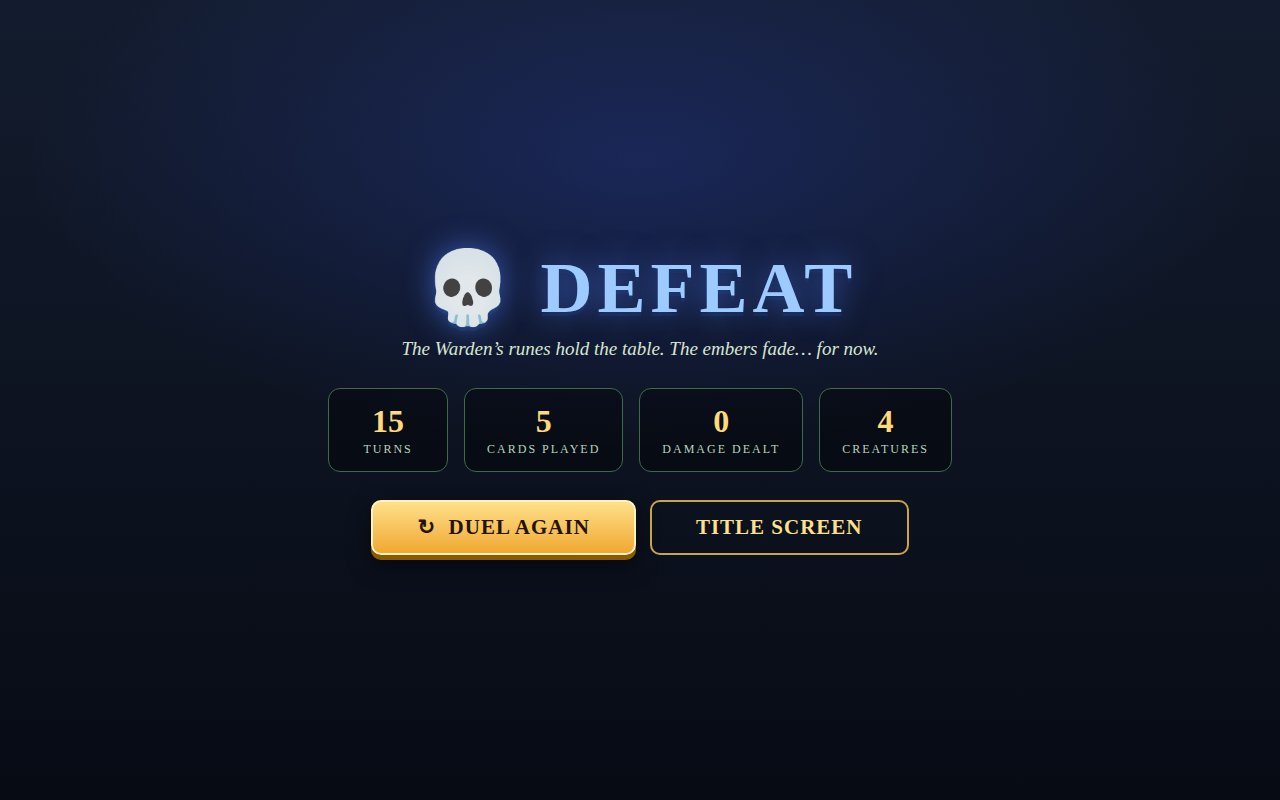 DEFEAT
The Warden’s runes hold the table. The embers fade… for now.
15
TURNS
5
CARDS PLAYED
0
DAMAGE DEALT
4
CREATURES
↻ DUEL AGAIN
TITLE SCREEN